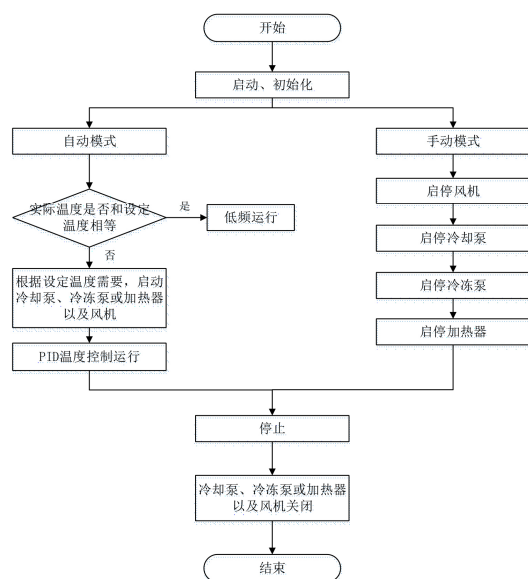 开始
启动、初始化
自动模式
手动模式
实际温度是否和设定
温度相等
是
低频运行
否
根据设定温度需要，启动
冷却泵、冷冻泵或加热器
以及风机
PID温度控制运行
启停风机
启停冷却泵
启停冷冻泵
启停加热器
停止
冷却泵、冷冻泵或加热器
以及风机关闭
结束